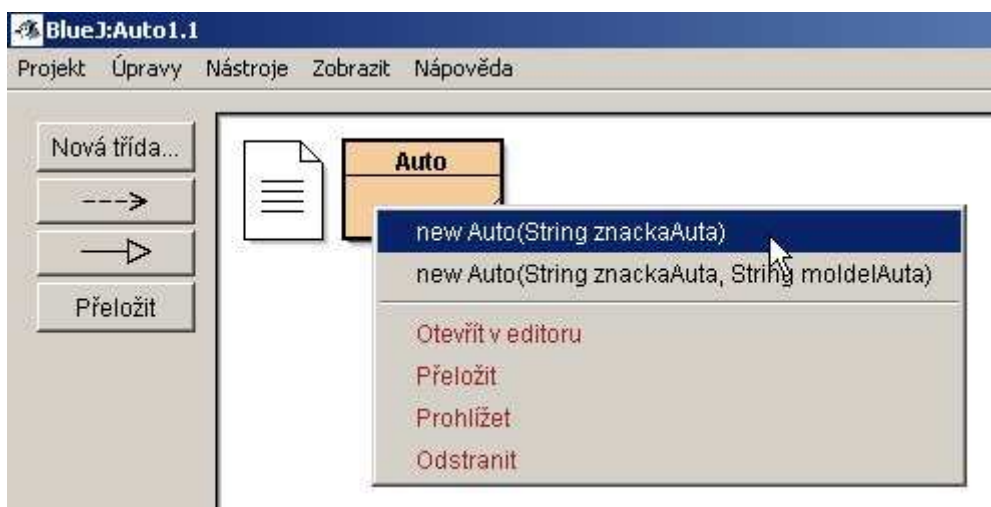 BlueJ:Auto1.1
Projekt Úpravy Nástroje Zobrazit Nápověda
Nová třída...
Přeložit
Auto
new Auto(String znackaAuta)
new Auto(String znackaAuta, String moldelAuta)
Otevřít v editoru
Přeložit
Prohlížet
Odstranit